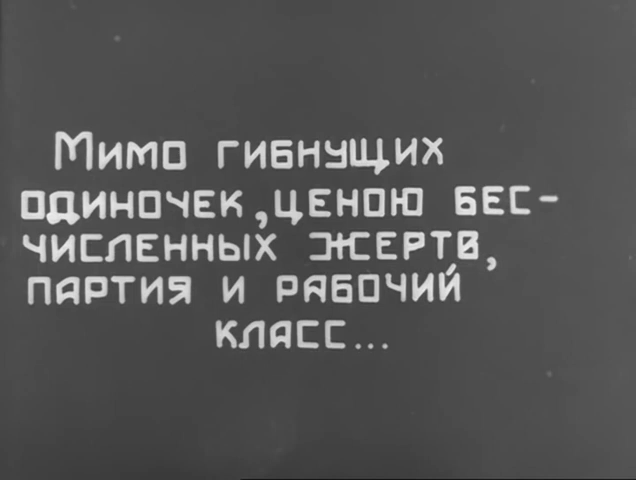 Мимо гибнущих
одиночек, ценою бес-
численных жертв,
партия и рабочий
класс...